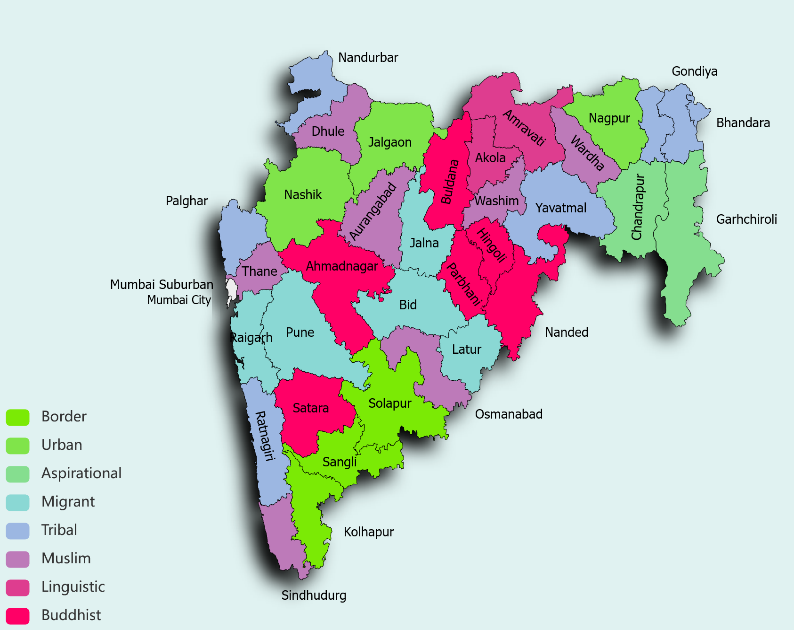 Nandurbar
Gondiya
Dhule
Jalgaon
Amravati
Nagpur
Bhandara
Buldana
Akola
Wardha
Nashik
Aurangabad
Washim
Yavatmal
Chandrapur
Palghar
Garhchiroli
Jalna
Hingoli
Thane
Ahmadnagar
Parbhani
Mumbai Suburban
Mumbai City
Bid
Raigarh
Pune
Nanded
Latur
Satara
Solapur
Osmanabad
Ratnagiri
Sangli
Kolhapur
Sindhudurg
Border
Urban
Aspirational
Migrant
Tribal
Muslim
Linguistic
Buddhist